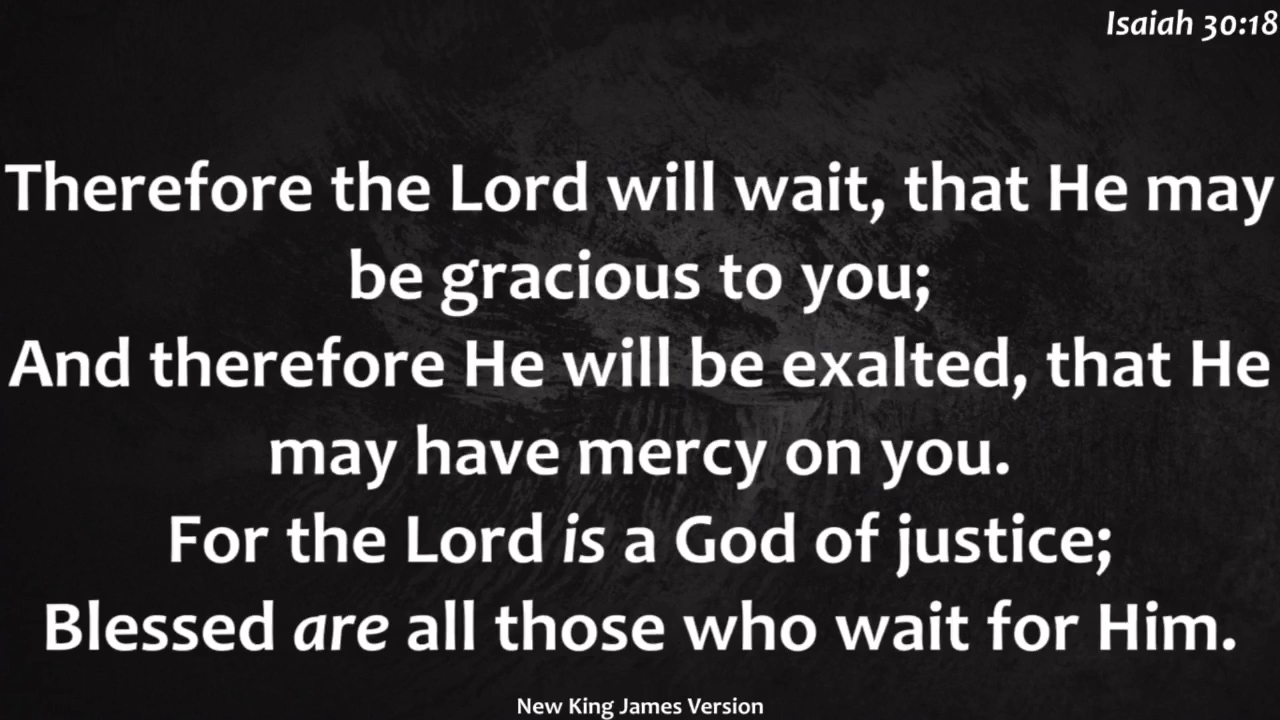 Isaiah 30:18
Therefore the Lord will wait, that He may
be gracious to you;
And therefore He will be exalted, that He
may have mercy on you.
For the Lord is a God of justice;
Blessed are all those who wait for Him.
New King James Version